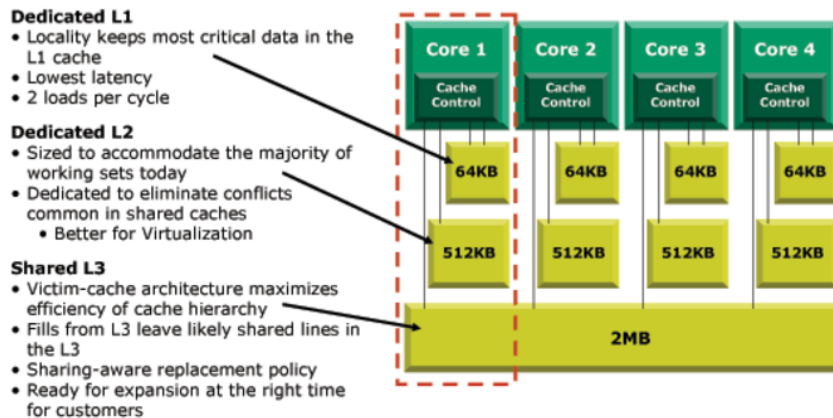 Dedicated L1
• Locality keeps most critical data in the
L1 cache
• Lowest latency
• 2 loads per cycle
Dedicated L2
• Sized to accommodate the majority of
working sets today
• Dedicated to eliminate conflicts
common in shared caches
• Better for Virtualization
Shared L3
• Victim-cache architecture maximizes
efficiency of cache hierarchy
• Fills from L3 leave likely shared lines in
the L3
• Sharing-aware replacement policy
• Ready for expansion at the right time
for customers
Core 1
Core 2
Core 3
Core 4
Cache
Control
Cache
Control
Cache
Control
Cache
Control
64KB
64KB
64KB
64KB
512KB
512KB
512KB
512KB
2MB